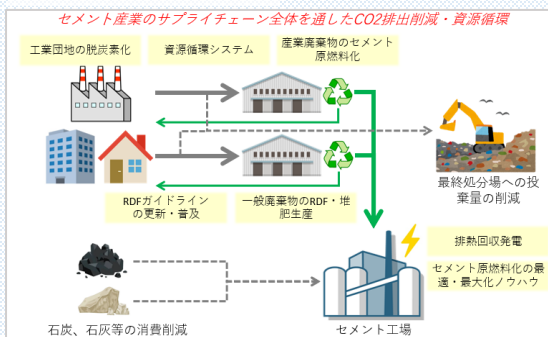 セメント産業のサプライチェーン全体を通したCO2排出削減・資源循環
工業団地の脱炭素化
資源循環システム
産業廃棄物のセメント
原燃料化
最終処分場への投
棄量の削減
RDFガイドライン
の更新・普及
一般廃棄物のRDF・堆
肥生産
排熱回収発電
セメント原燃料化の最
適・最大化ノウハウ
石炭、石灰等の消費削減
セメント工場